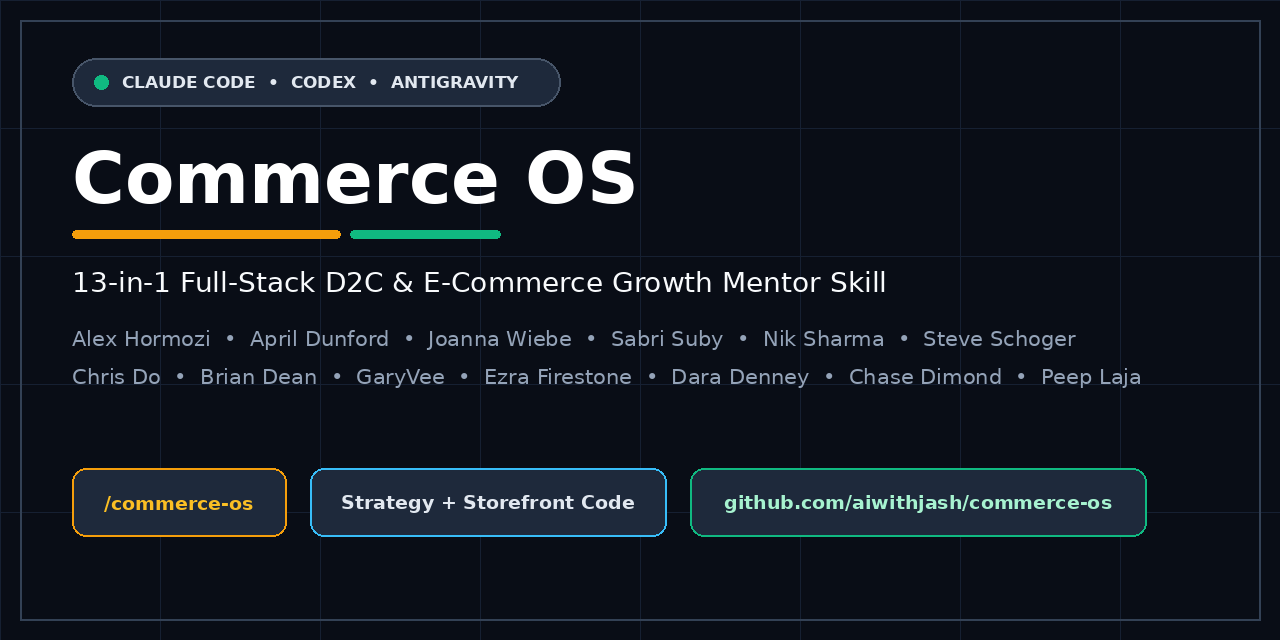 CLAUDE CODE • CODEX • ANTIGRAVITY
Commerce OS
13-in-1 Full-Stack D2C & E-Commerce Growth Mentor Skill
Alex Hormozi • April Dunford • Joanna Wiebe • Sabri Suby • Nik Sharma • Steve Schoger
Chris Do • Brian Dean • GaryVee • Ezra Firestone • Dara Denney • Chase Dimond • Peep Laja
/commerce-os
Strategy + Storefront Code
github.com/aiwithjash/commerce-os